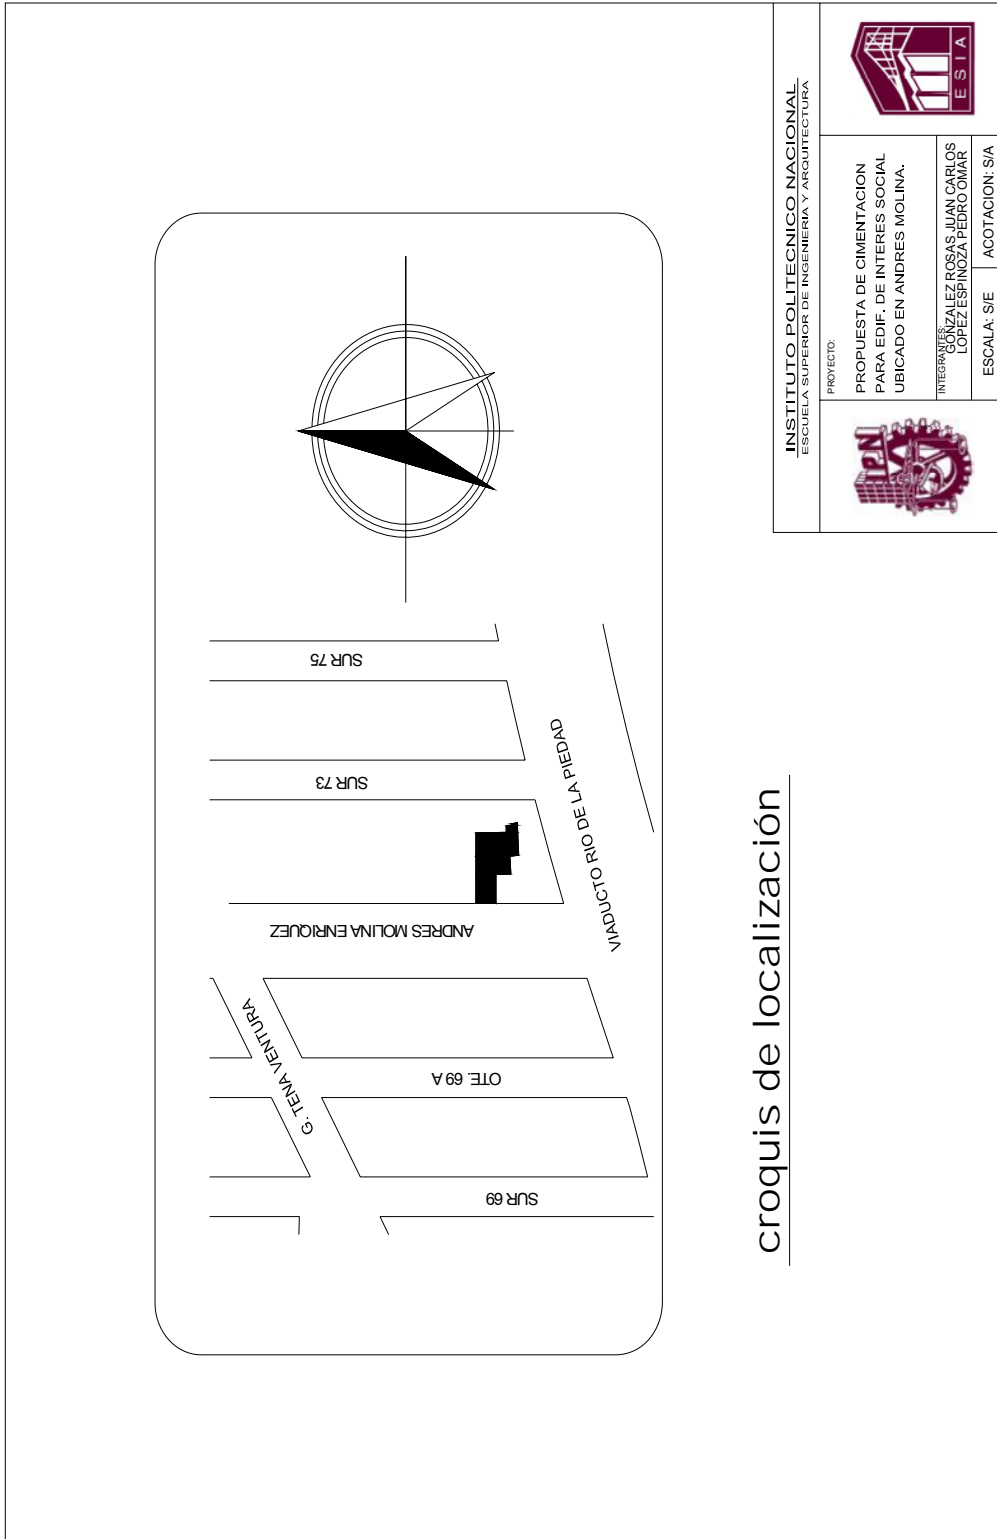 INSTITUTO POLITECNICO NACIONAL
ESCUELA SUPERIOR DE INGENIERIA Y ARQUITECTURA
IPN
PROYECTO:
PROPUESTA DE CIMENTACION
PARA EDIF. DE INTERES SOCIAL
UBICADO EN ANDRES MOLINA.
INTEGRANTES:
GONZALEZ ROSAS JUAN CARLOS
LOPEZ ESPINOZA PEDRO OMAR
ESCALA: S/E
ACOTACION: S/A
ESIA
SUR 75
SUR 73
VIADUCTO RIO DE LA PIEDAD
ANDRES MOLINA ENRIQUEZ
G. TENA VENTURA
OTE. 69 A
SUR 69
croquis de localización